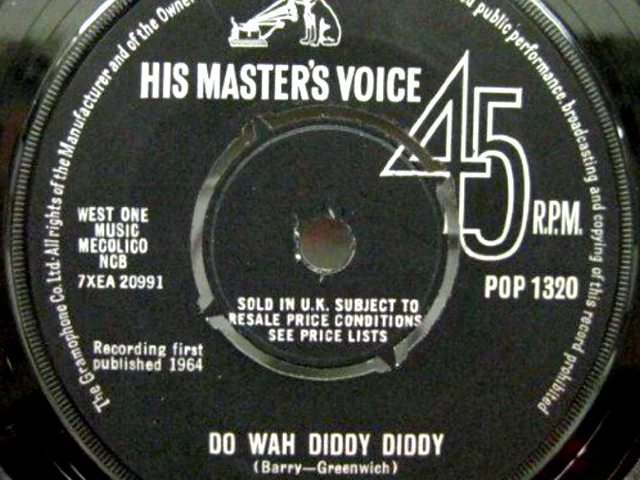 HIS MASTER'S VOICE
45
R.P.M.
WEST ONE
MUSIC
MECOLICO
NCB
7XEA 20991
POP 1320
SOLD IN U.K. SUBJECT TO
RESALE PRICE CONDITIONS
SEE PRICE LISTS
Recording first
published 1964
DO WAH DIDDY DIDDY
(Barry—Greenwich)
The Gramophone Co. Ltd. All rights of the Manufacturer and of the Owner
public performance, broadcasting and copying of this record prohibited